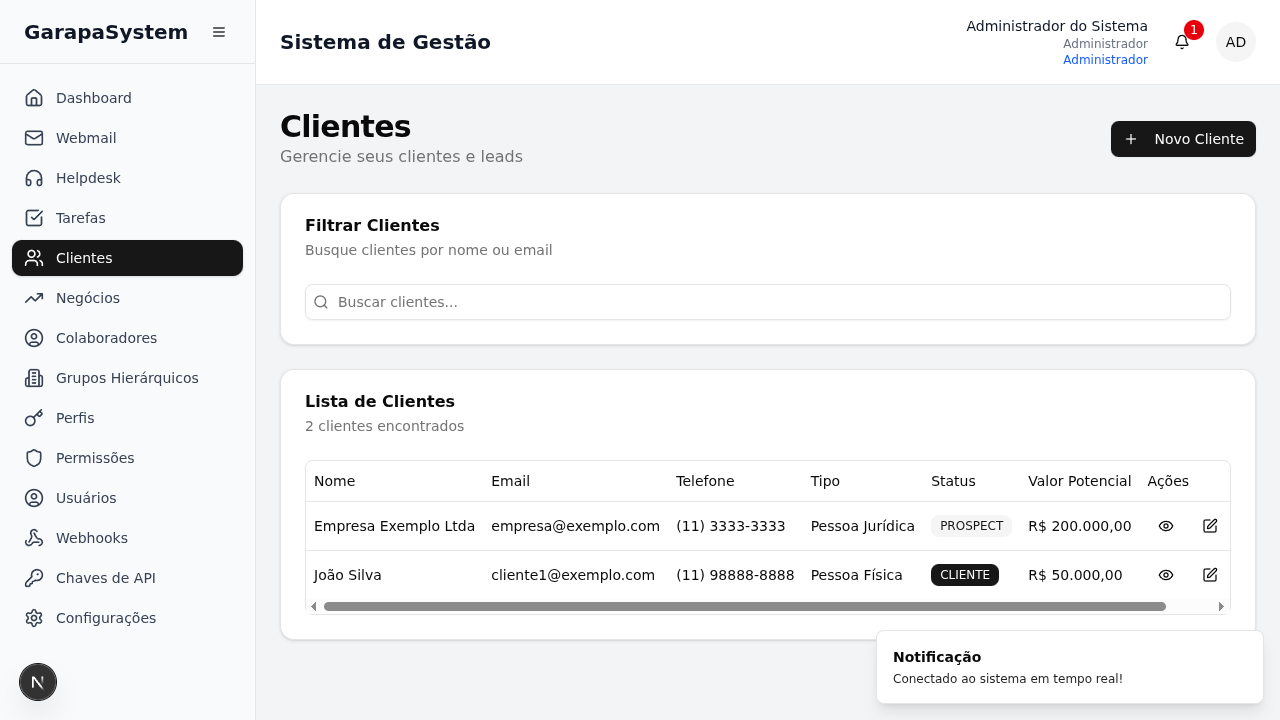 GarapaSystem
Dashboard
Webmail
Helpdesk
Tarefas
Clientes
Negócios
Colaboradores
Grupos Hierárquicos
Perfis
Permissões
Usuários
Webhooks
Chaves de API
Configurações
N
Sistema de Gestão
Administrador do Sistema
Administrador
Administrador
1
AD
Clientes
Gerencie seus clientes e leads
Novo Cliente
Filtrar Clientes
Busque clientes por nome ou email
Buscar clientes...
Lista de Clientes
2 clientes encontrados
Nome Email Telefone Tipo Status Valor Potencial Ações
Empresa Exemplo Ltda empresa@exemplo.com (11) 3333-3333 Pessoa Jurídica PROSPECT R$ 200.000,00
João Silva cliente1@exemplo.com (11) 98888-8888 Pessoa Física CLIENTE R$ 50.000,00
Notificação
Conectado ao sistema em tempo real!